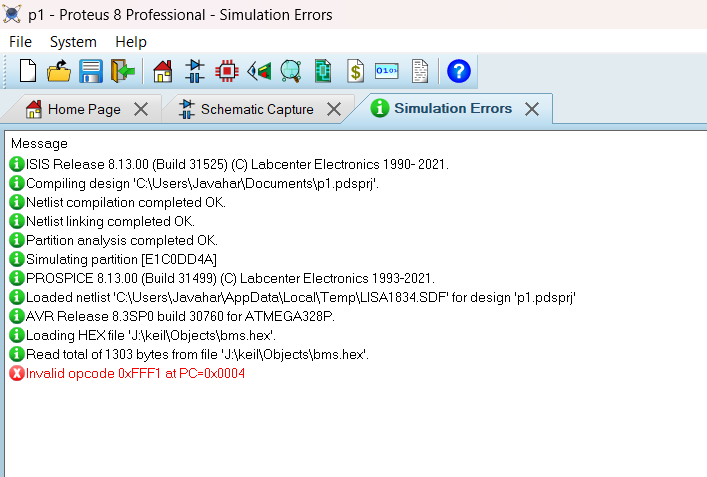 p1 - Proteus 8 Professional - Simulation Errors
File System Help
$ 0101 ?
Home Page Schematic Capture Simulation Errors
Message
ISIS Release 8.13.00 (Build 31525) (C) Labcenter Electronics 1990- 2021.
Compiling design 'C:\Users\Javahar\Documents\p1.pdsprj'.
Netlist compilation completed OK.
Netlist linking completed OK.
Partition analysis completed OK.
Simulating partition [E1C0DD4A]
PROSPICE 8.13.00 (Build 31499) (C) Labcenter Electronics 1993-2021.
Loaded netlist 'C:\Users\Javahar\AppData\Local\Temp\LISA1834.SDF' for design 'p1.pdsprj'
AVR Release 8.3SP0 build 30760 for ATMEGA328P.
Loading HEX file 'J:\keil\Objects\bms.hex'.
Read total of 1303 bytes from file 'J:\keil\Objects\bms.hex'.
Invalid opcode 0xFFF1 at PC=0x0004